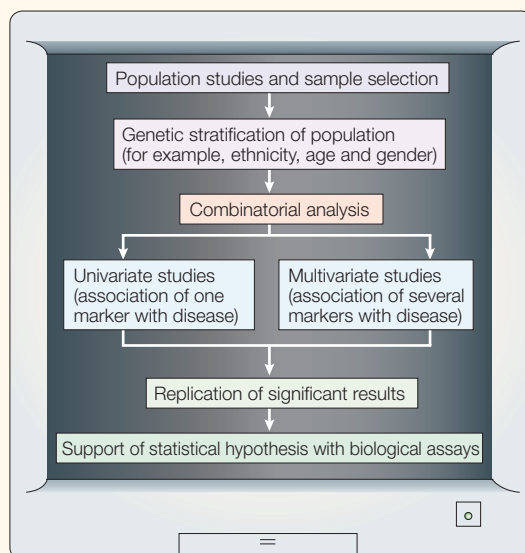 Population studies and sample selection
Genetic stratification of population
(for example, ethnicity, age and gender)
Combinatorial analysis
Univariate studies
(association of one
marker with disease)
Multivariate studies
(association of several
markers with disease)
Replication of significant results
Support of statistical hypothesis with biological assays